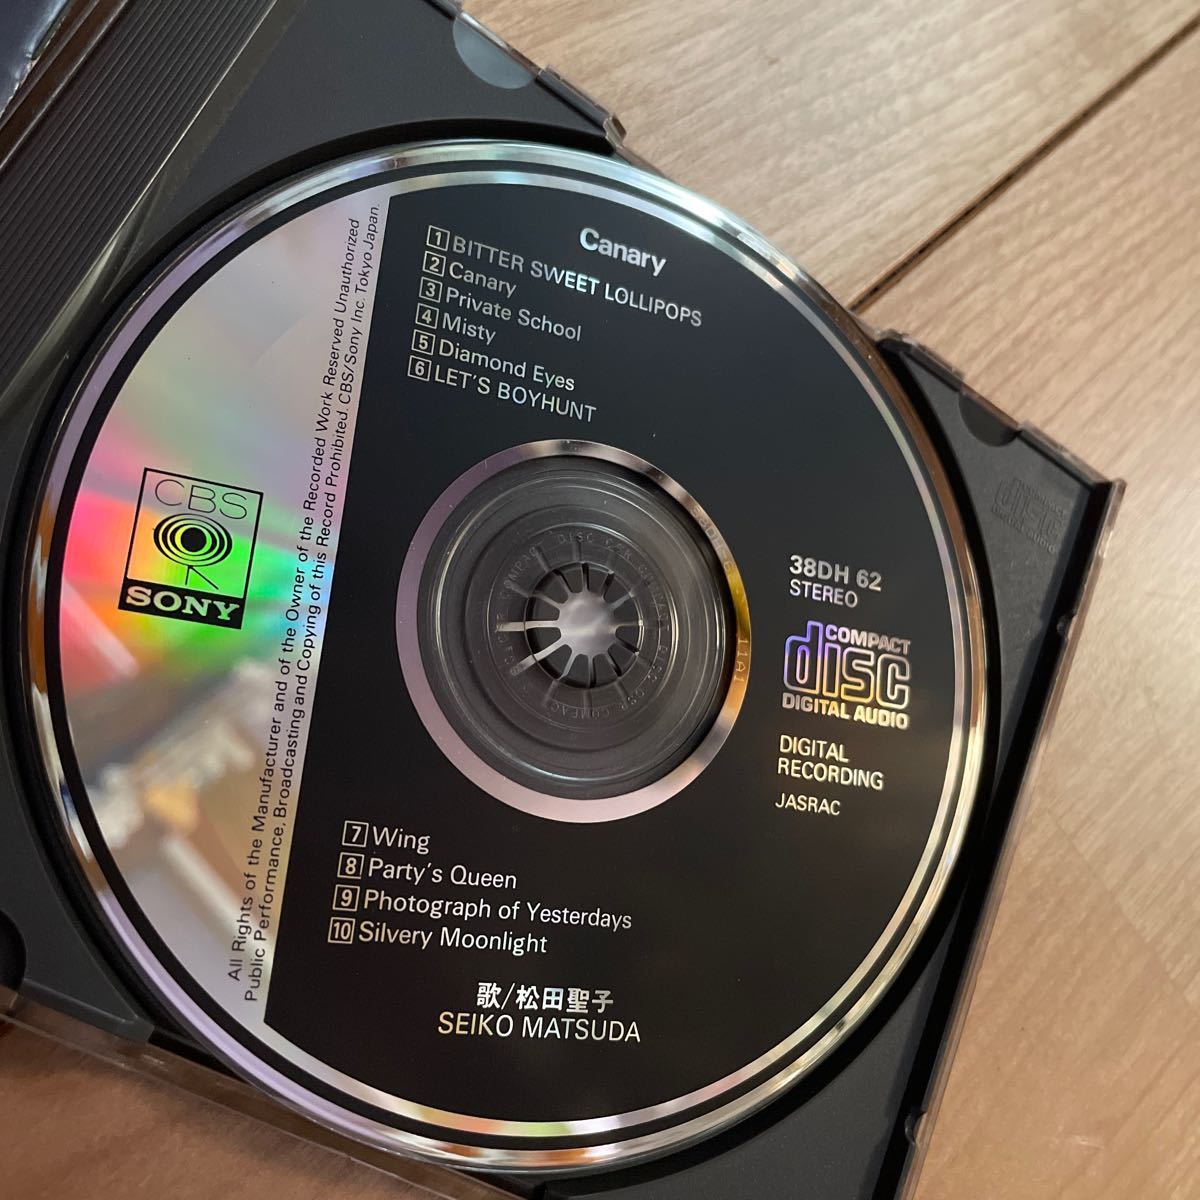 Canary
1 BITTER SWEET LOLLIPOPS
2 Canary
3 Private School
4 Misty
5 Diamond Eyes
6 LET'S BOYHUNT
All Rights of the Manufacturer and of the Owner of the Recorded Work Reserved Unauthorized
Public Performance, Broadcasting and Copying of this Record Prohibited. CBS/Sony Inc. Tokyo Japan.
CBS
SONY
38DH 62
STEREO
COMPACT
disc
DIGITAL AUDIO
DIGITAL
RECORDING
JASRAC
7 Wing
8 Party's Queen
9 Photograph of Yesterdays
10 Silvery Moonlight
歌/松田聖子
SEIKO MATSUDA